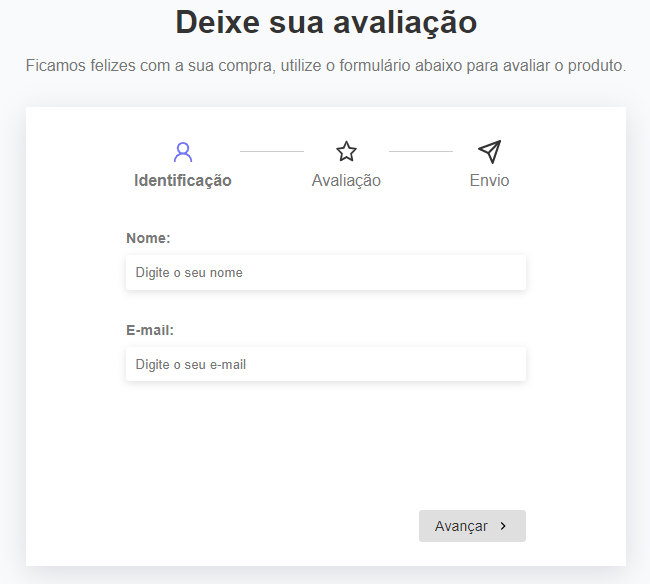 Deixe sua avaliação
Ficamos felizes com a sua compra, utilize o formulário abaixo para avaliar o produto.
Identificação
Avaliação
Envio
Nome:
Digite o seu nome
E-mail:
Digite o seu e-mail
Avançar